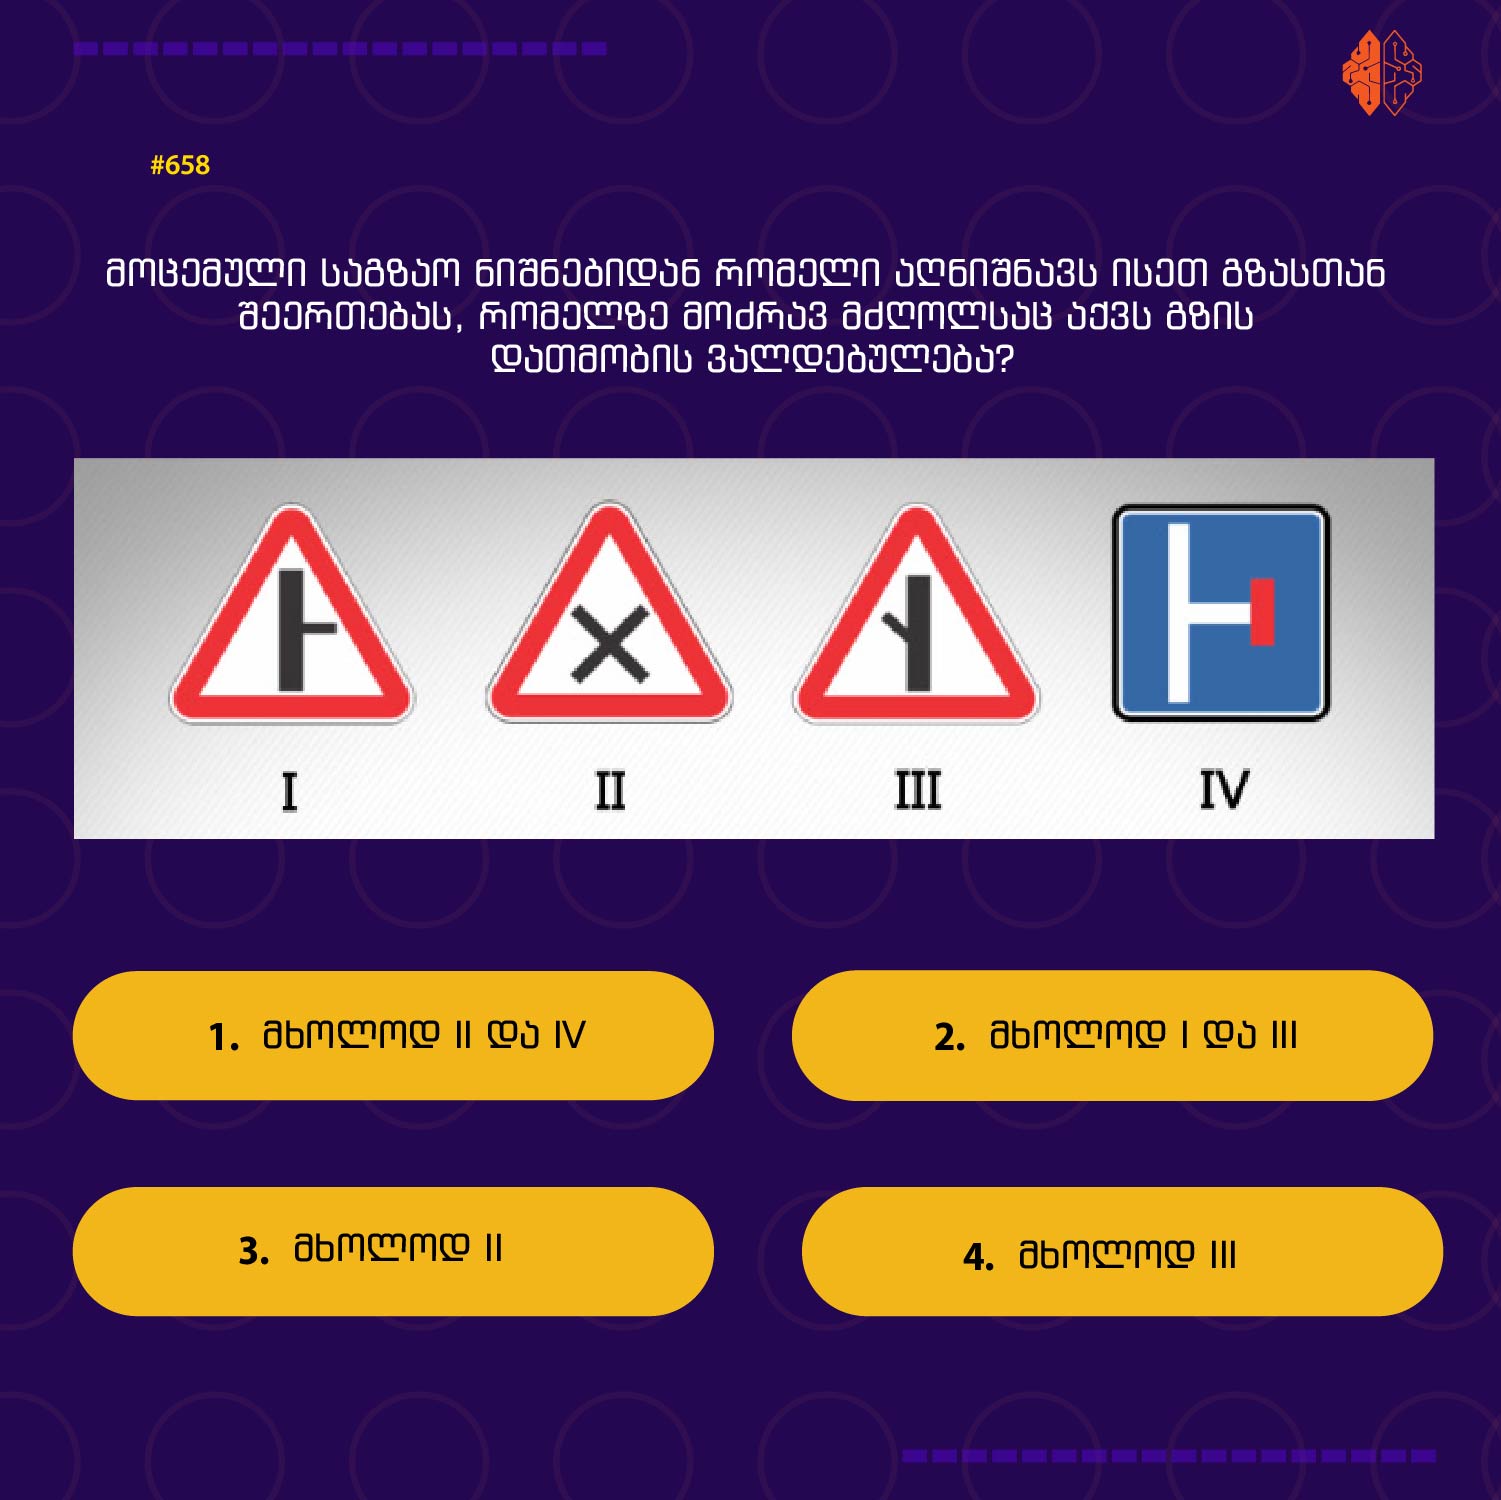 #658
მოცემული საგზაო ნიშნებიდან რომელი აღნიშნავს ისეთ გზასთან
შეერთებას, რომელზე მოძრავ მძღოლსაც აქვს გზის
დათმობის ვალდებულება?
I II III IV
1. მხოლოდ II და IV
2. მხოლოდ I და III
3. მხოლოდ II
4. მხოლოდ III